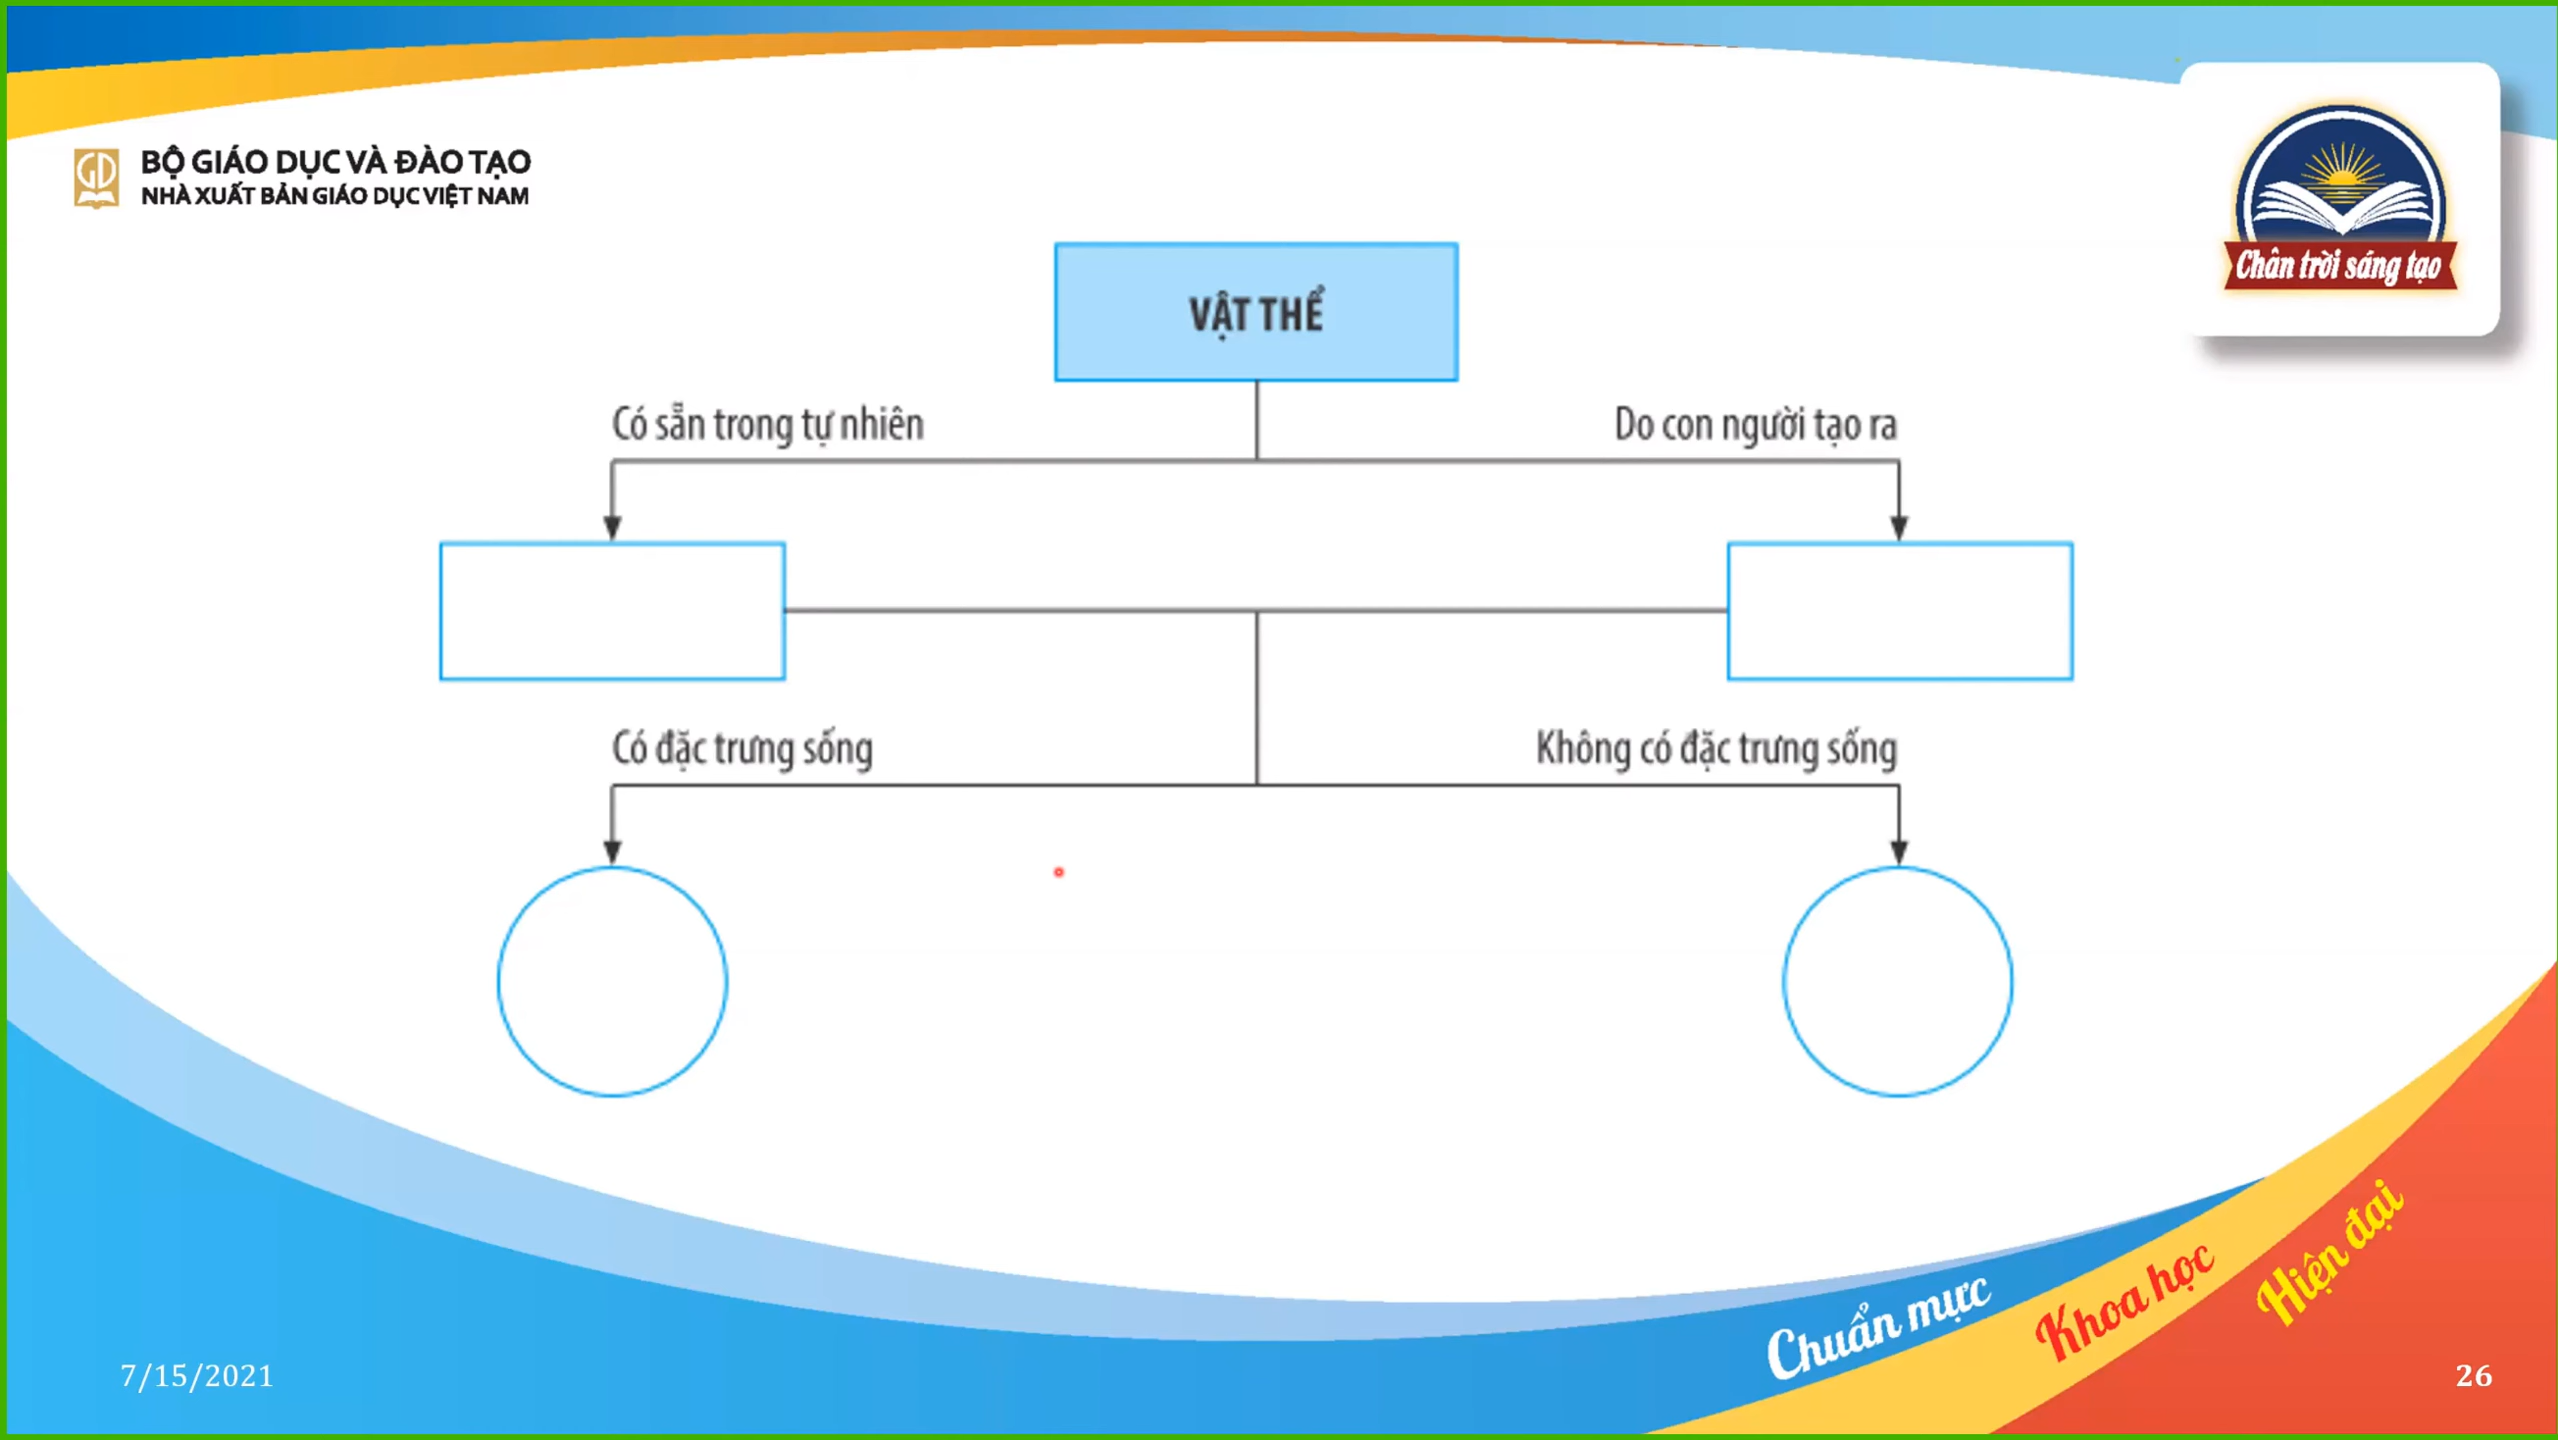 BỘ GIÁO DỤC VÀ ĐÀO TẠO
NHÀ XUẤT BẢN GIÁO DỤC VIỆT NAM
Chân trời sáng tạo
VẬT THỂ
Có sẵn trong tự nhiên
Do con người tạo ra
Có đặc trưng sống
Không có đặc trưng sống
Chuẩn mực
Khoa học
Hiện đại
7/15/2021
26